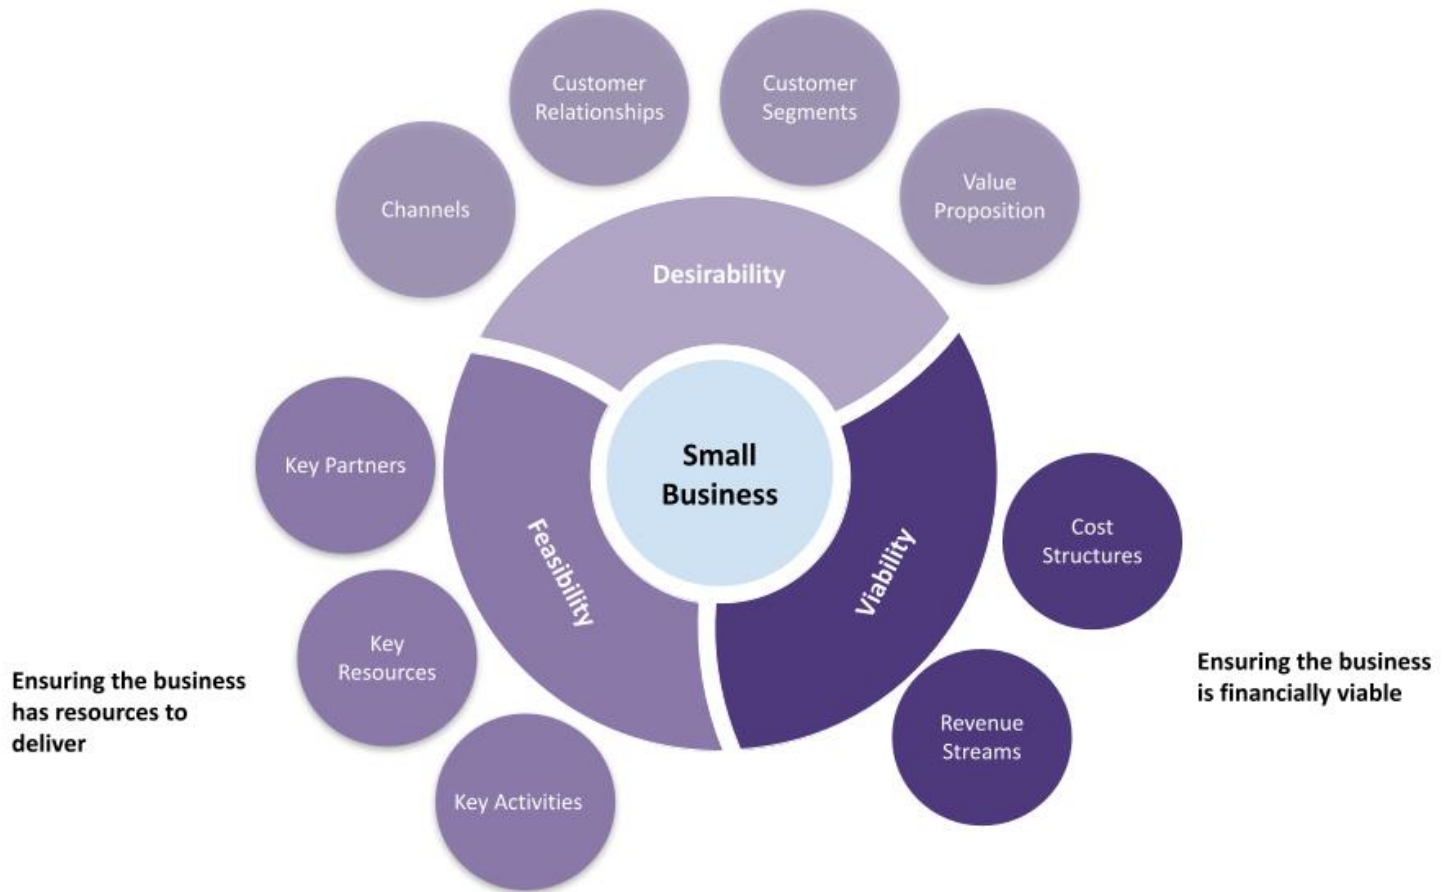 Customer
Relationships
Customer
Segments
Value
Proposition
Channels
Desirability
Key Partners
Small
Business
Feasibility
Viability
Cost
Structures
Key
Resources
Ensuring the business
has resources to
deliver
Ensuring the business
is financially viable
Revenue
Streams
Key Activities